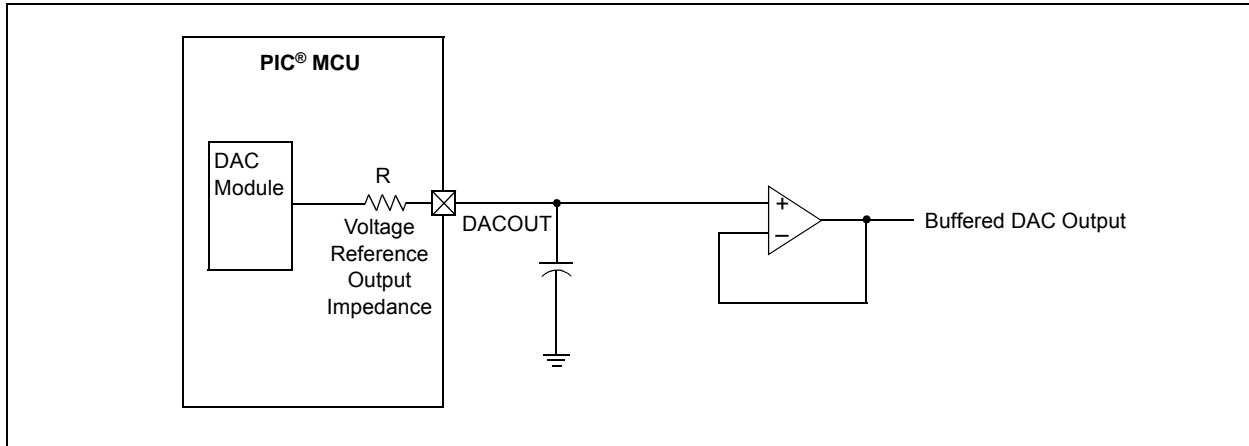 PIC® MCU
DAC
Module
R
Voltage
Reference
Output
Impedance
DACOUT
+
–
Buffered DAC Output